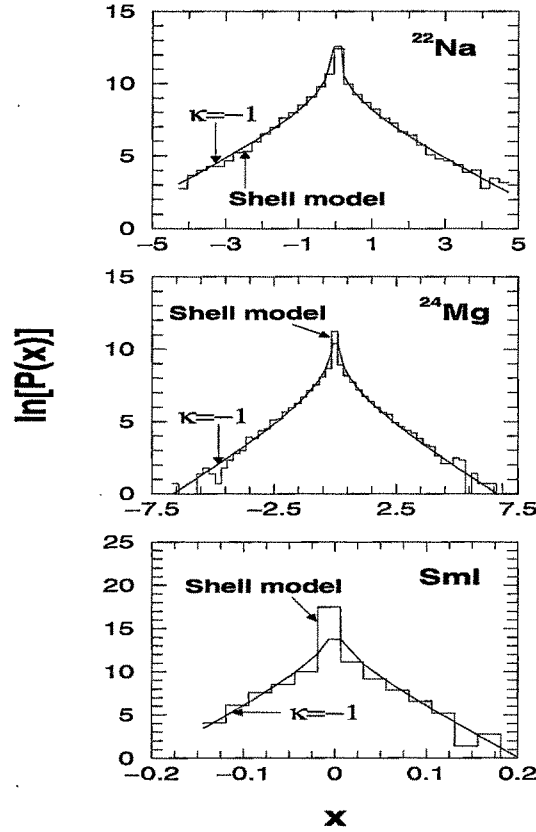 15
²²Na
10
κ=−1
5
Shell model
0
−5 −3 −1 1 3 5
15
²⁴Mg
Shell model
10
5
κ=−1
0
−7.5 −2.5 2.5 7.5
ln[P(x)]
25
SmI
20
Shell model
15
10
5
κ=−1
0
−0.2 −0.1 0 0.1 0.2
x